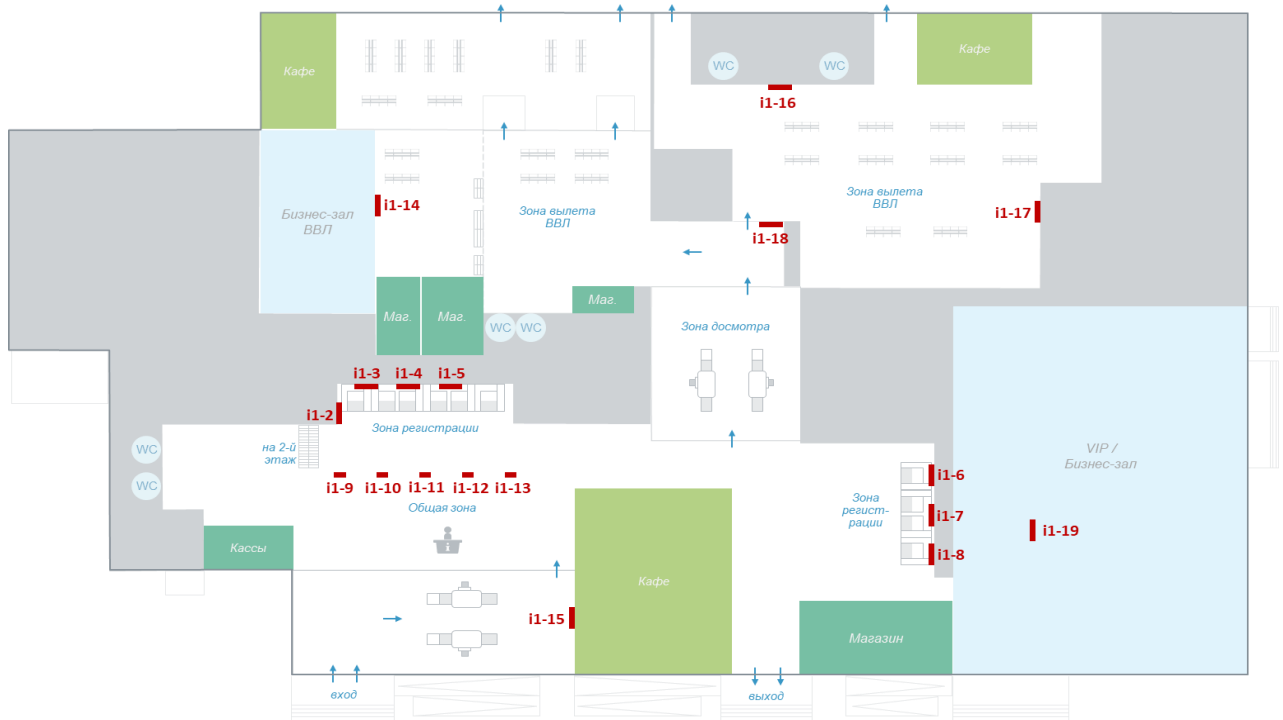 Кафе
WC
WC
Кафе
i1-16
Бизнес-зал
ВВЛ
i1-14
Зона вылета
ВВЛ
i1-18
Зона вылета
ВВЛ
i1-17
Маг.
Маг.
WC
WC
Маг.
Зона досмотра
i1-3
i1-4
i1-5
i1-2
Зона регистрации
на 2-й
этаж
WC
WC
i1-9
i1-10
i1-11
i1-12
i1-13
Общая зона
i
Зона
регист-
рации
i1-6
i1-7
i1-8
VIP /
Бизнес-зал
i1-19
Кассы
Кафе
i1-15
Магазин
вход
выход